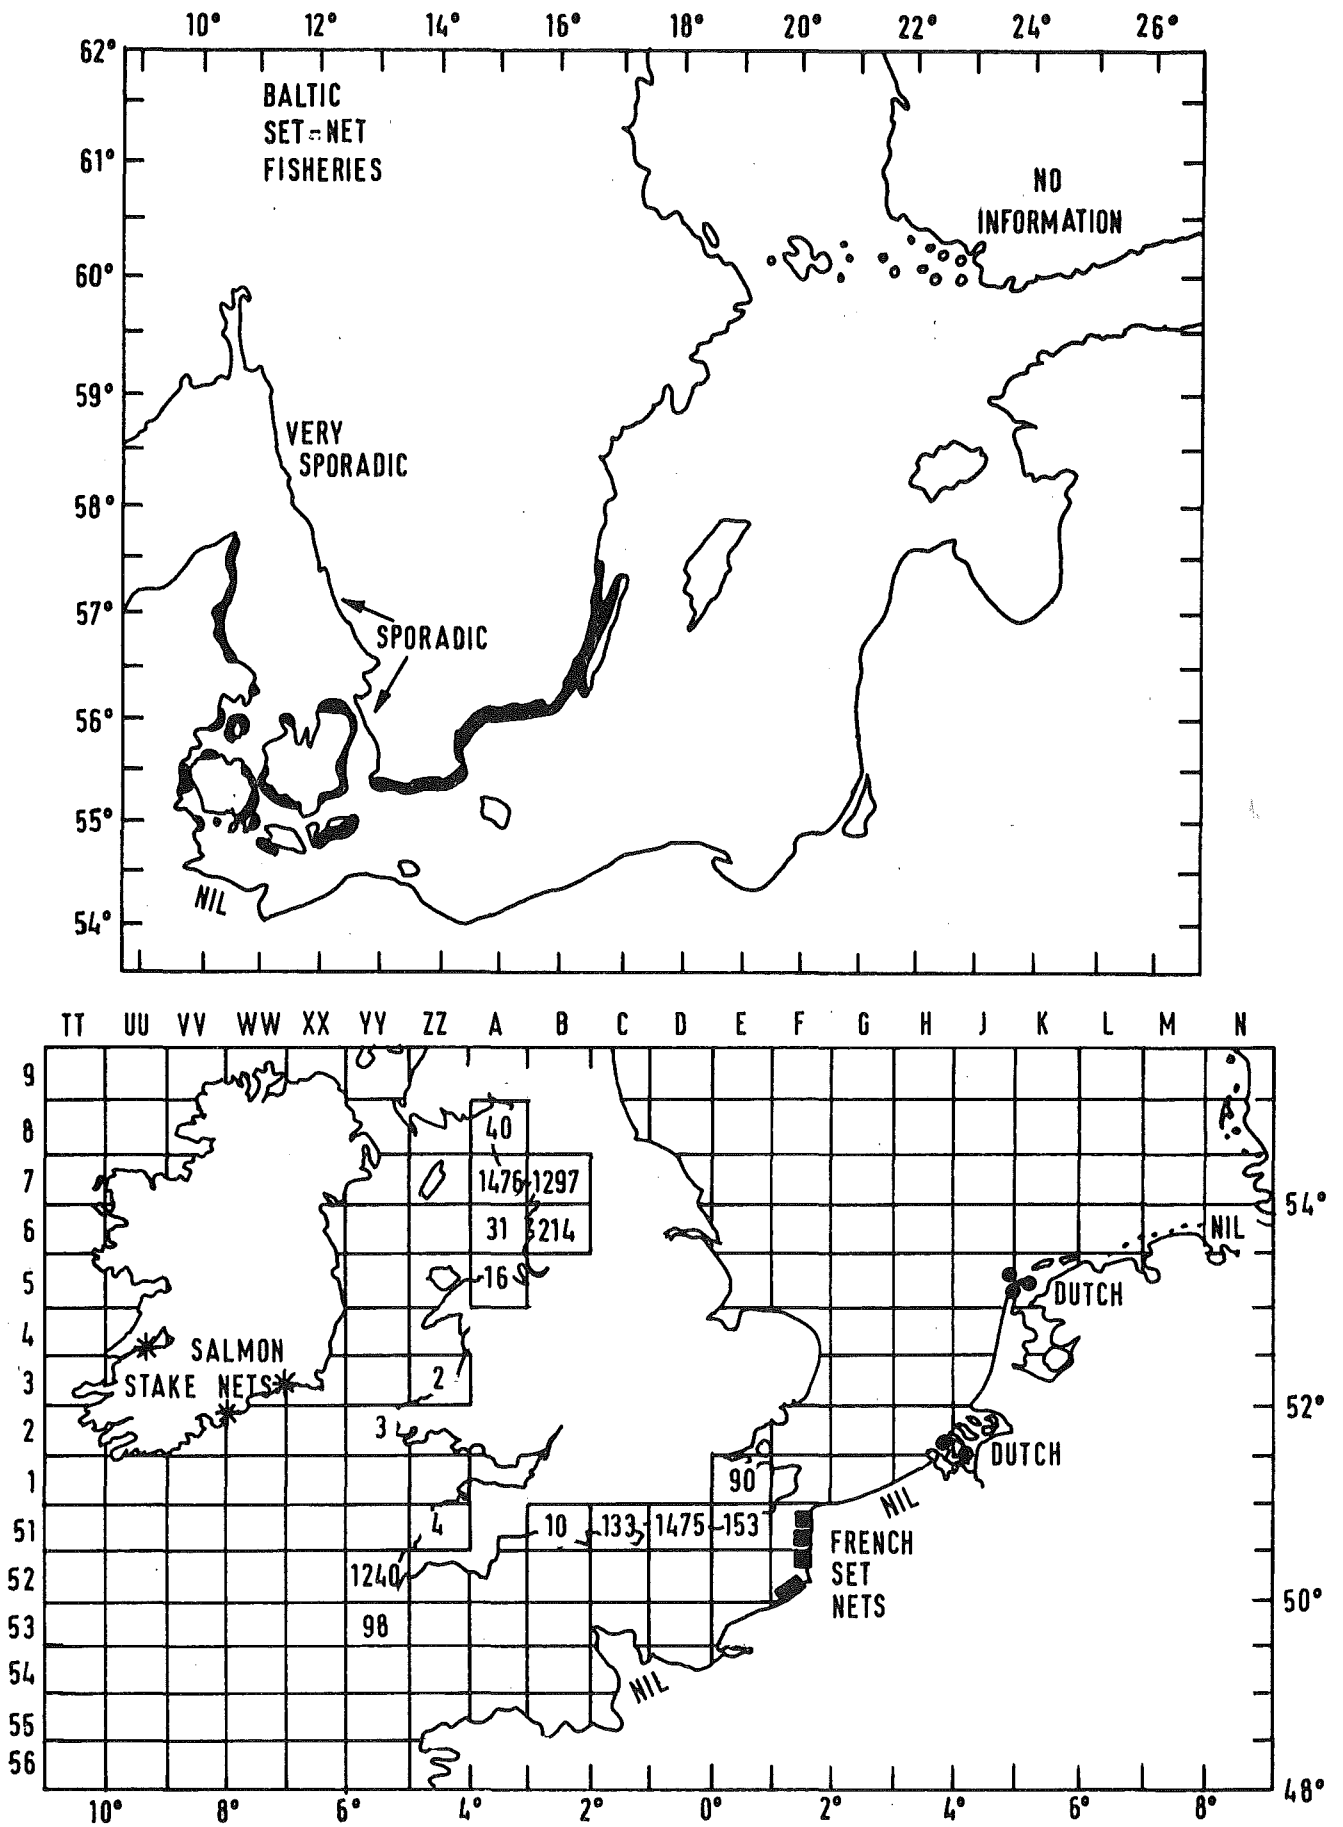 10° 12° 14° 16° 18° 20° 22° 24° 26°
62°
BALTIC
SET-NET
FISHERIES
61°
NO
INFORMATION
60°
59°
VERY
SPORADIC
58°
57°
SPORADIC
56°
55°
NIL
54°
TT UU VV WW XX YY ZZ A B C D E F G H J K L M N
9
8 40
7 1476 1297
54°
6 31 214 NIL
5 16 DUTCH
4 SALMON
3 STAKE NETS 2
52°
2 3
DUTCH
1 90 NIL
51 4 10 133 1475 153
FRENCH
SET
NETS
52 1240
50°
53 98
54 NIL
55
56
48°
10° 8° 6° 4° 2° 0° 2° 4° 6° 8°